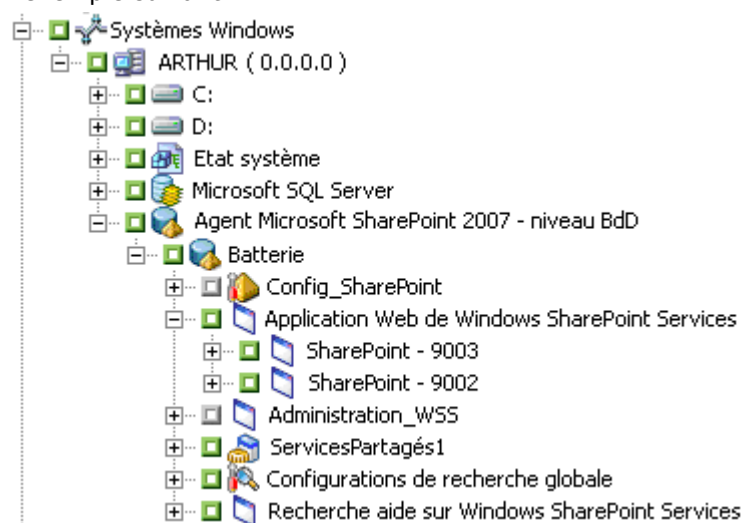 Systèmes Windows
ARTHUR ( 0.0.0.0 )
C:
D:
Etat système
Microsoft SQL Server
Agent Microsoft SharePoint 2007 - niveau BdD
Batterie
Config_SharePoint
Application Web de Windows SharePoint Services
SharePoint - 9003
SharePoint - 9002
Administration_WSS
ServicesPartagés1
Configurations de recherche globale
Recherche aide sur Windows SharePoint Services